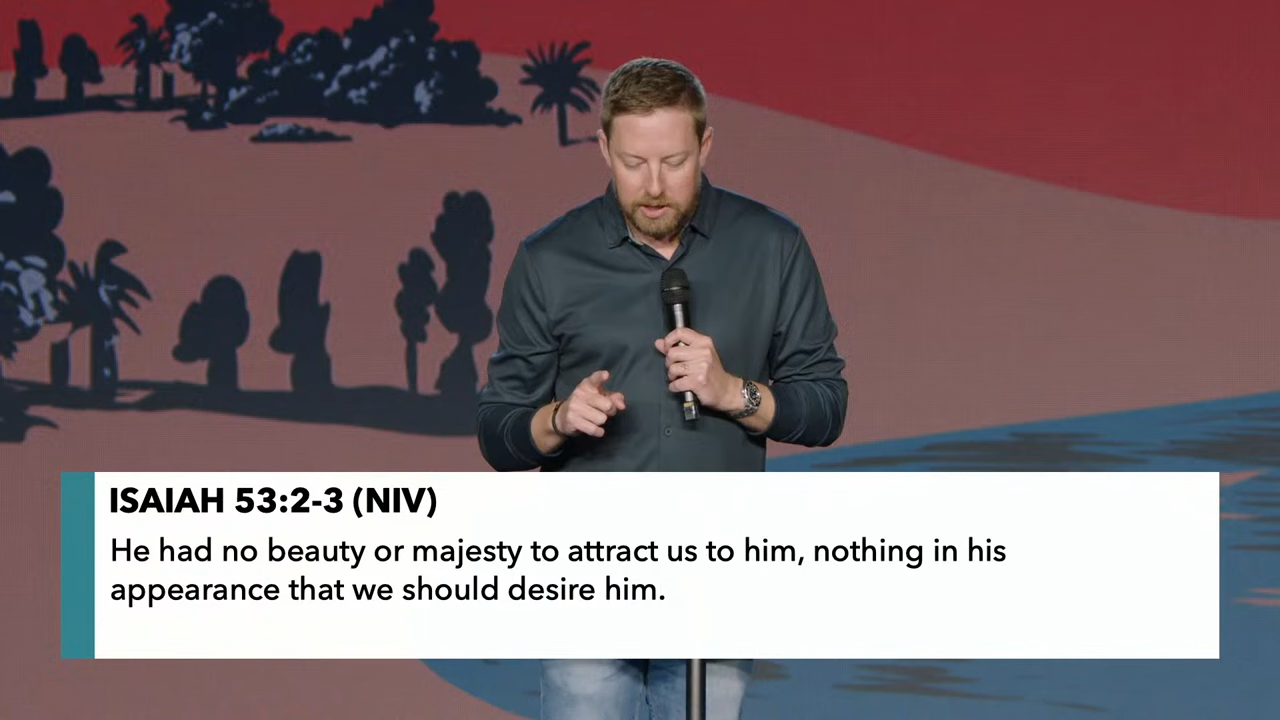 ISAIAH 53:2-3 (NIV)
He had no beauty or majesty to attract us to him, nothing in his
appearance that we should desire him.